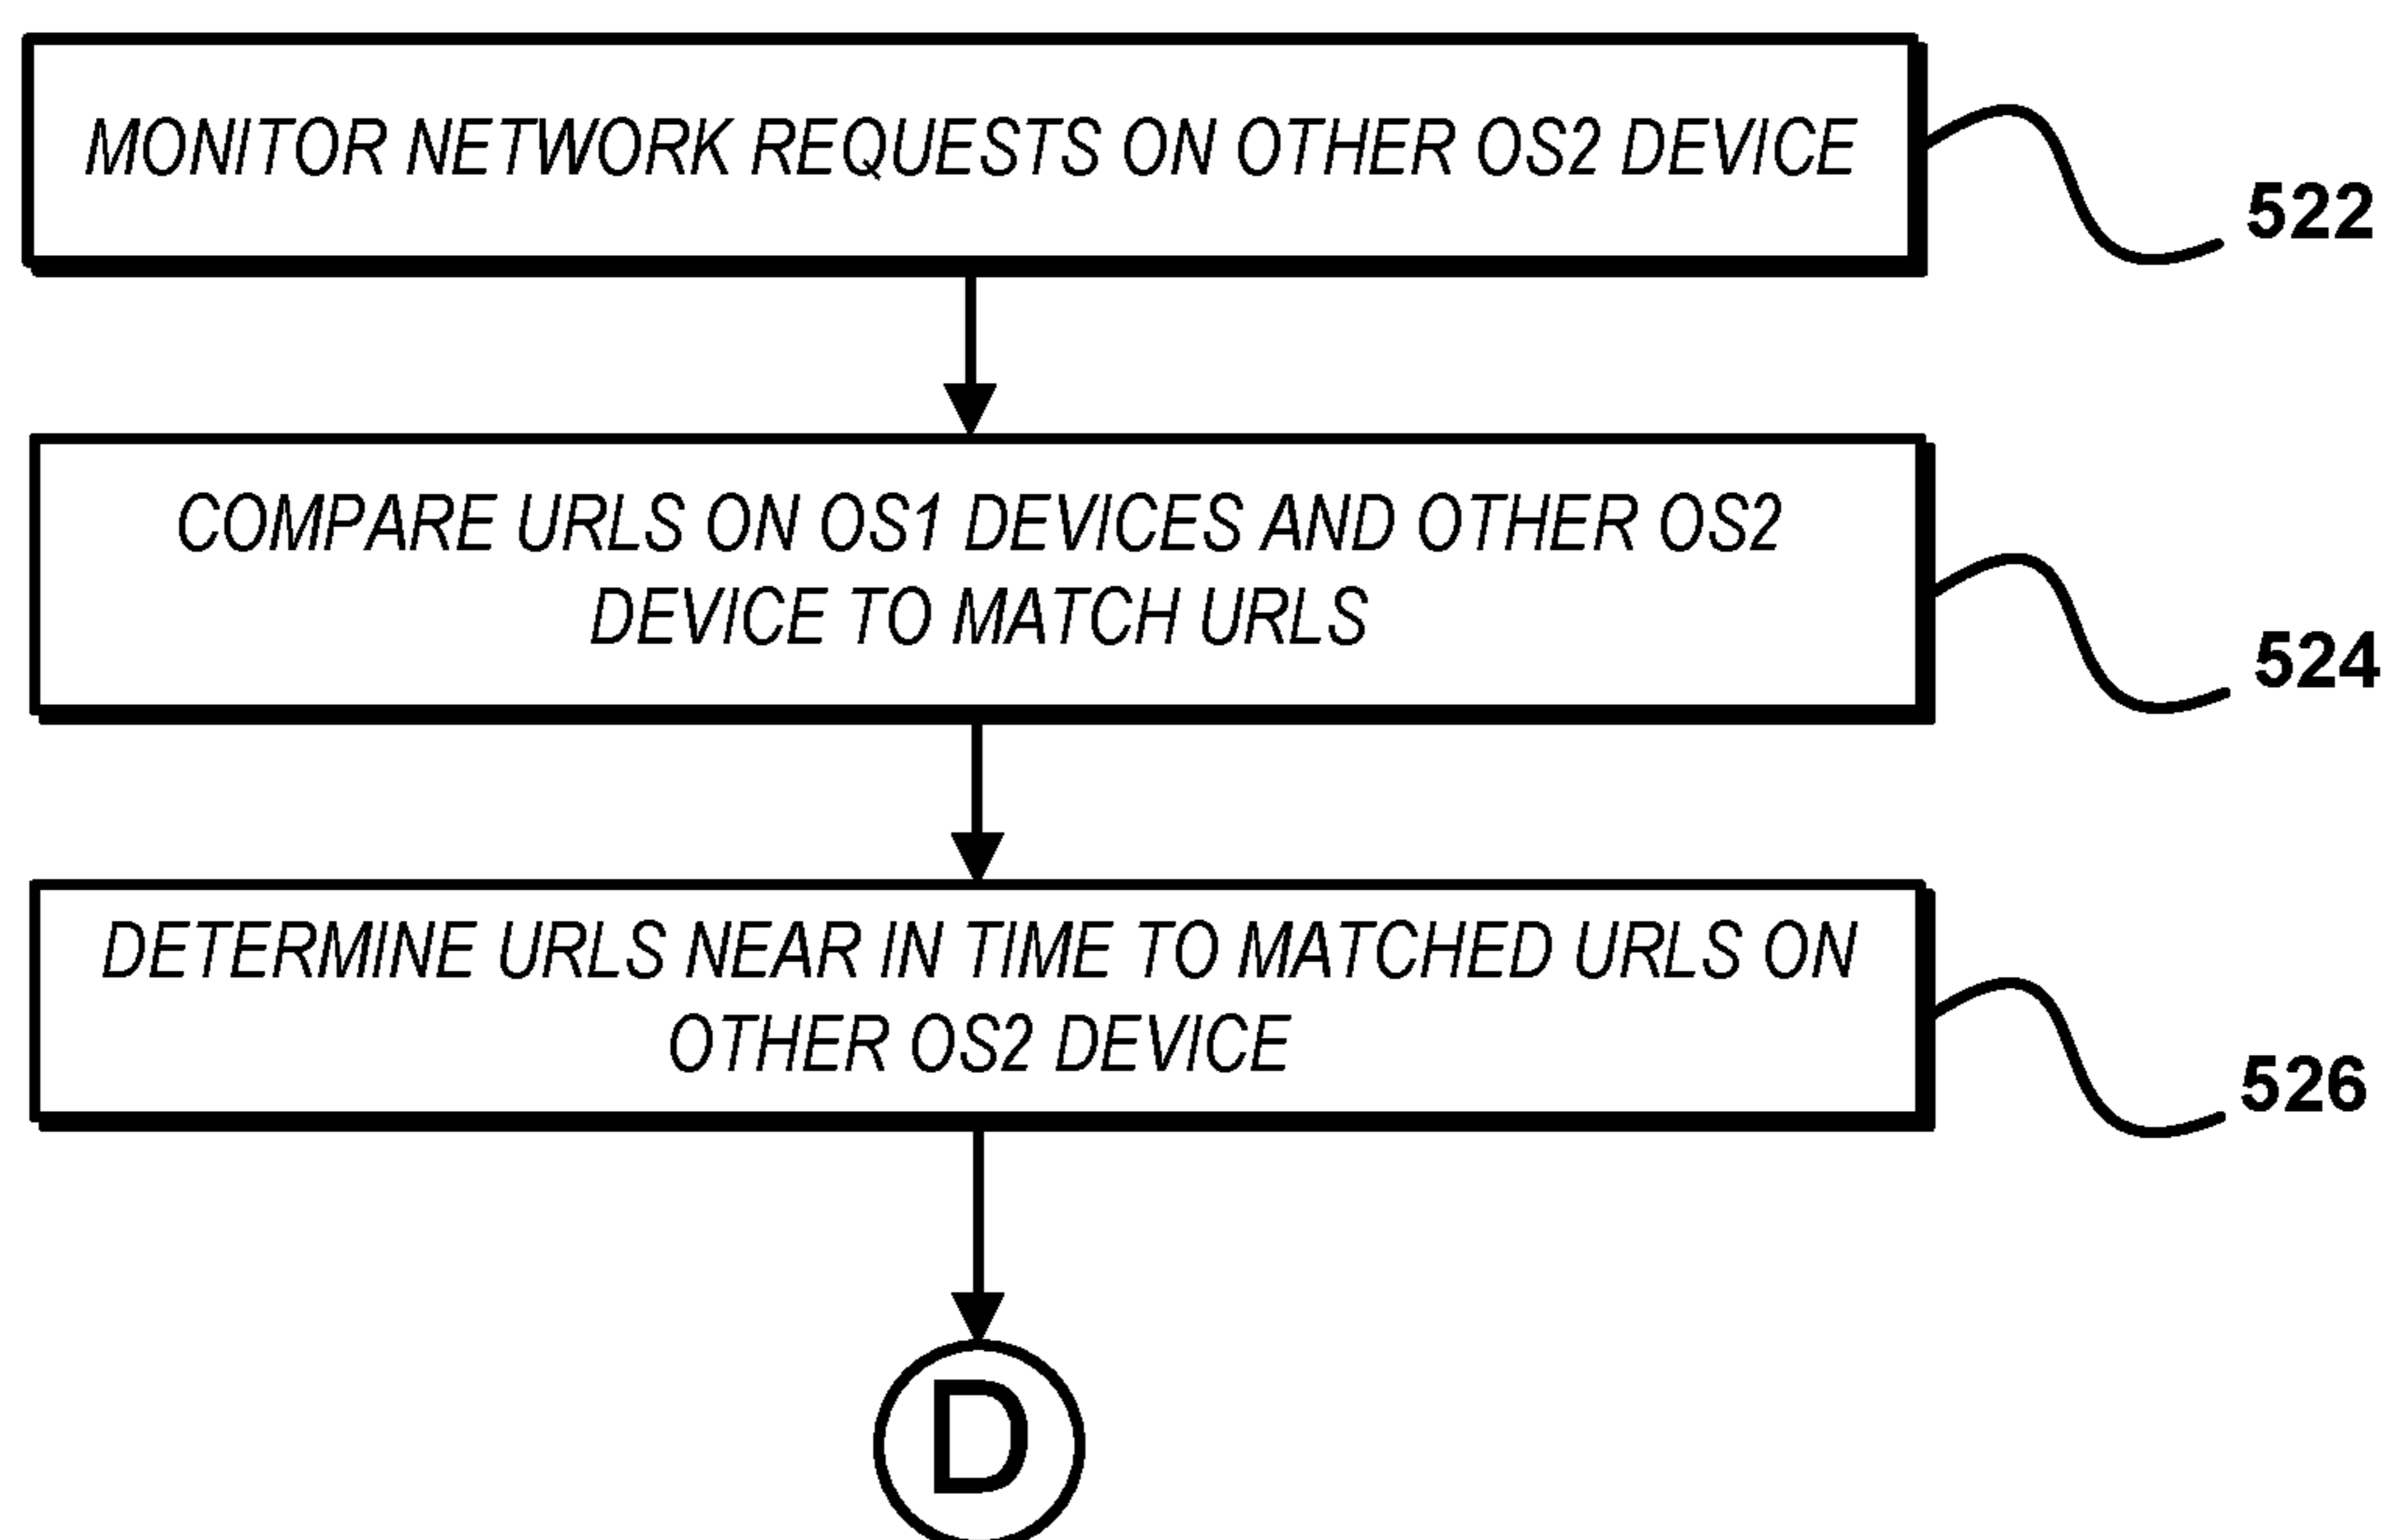 MONITOR NETWORK REQUESTS ON OTHER OS2 DEVICE
522
COMPARE URLS ON OS1 DEVICES AND OTHER OS2
DEVICE TO MATCH URLS
524
DETERMINE URLS NEAR IN TIME TO MATCHED URLS ON
OTHER OS2 DEVICE
526
D